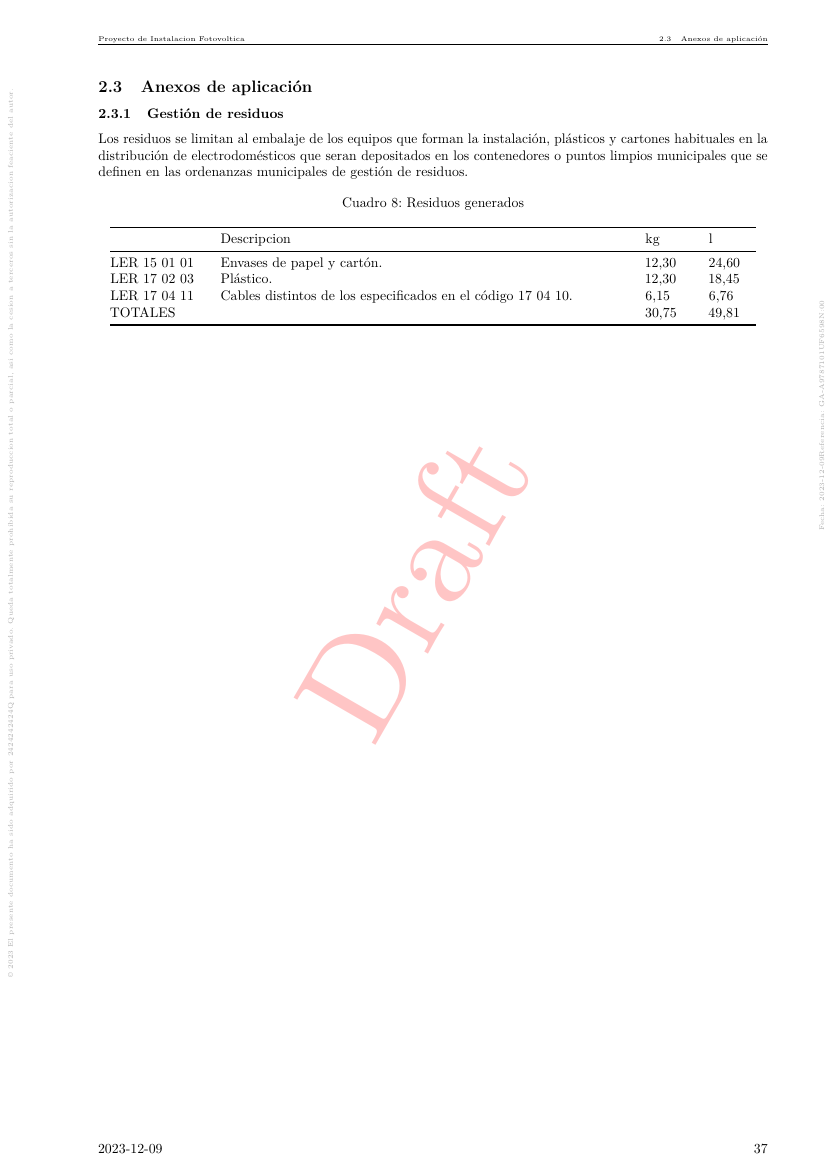 Proyecto de Instalacion Fotovoltica 2.3 Anexos de aplicación
2.3 Anexos de aplicación
2.3.1 Gestión de residuos
Los residuos se limitan al embalaje de los equipos que forman la instalación, plásticos y cartones habituales en la
distribución de electrodomésticos que seran depositados en los contenedores o puntos limpios municipales que se
definen en las ordenanzas municipales de gestión de residuos.
Cuadro 8: Residuos generados
Descripcion kg l
LER 15 01 01 Envases de papel y cartón. 12,30 24,60
LER 17 02 03 Plástico. 12,30 18,45
LER 17 04 11 Cables distintos de los especificados en el código 17 04 10. 6,15 6,76
TOTALES 30,75 49,81
Draft
© 2023 El presente documento ha sido adquirido por 2424242424Q para uso privado. Queda totalmente prohibida su reproduccion total o parcial, asi como la cesion a terceros sin la autorizacion fehaciente del autor.
Fecha: 2023-12-09Referencia:
2023-12-09 37